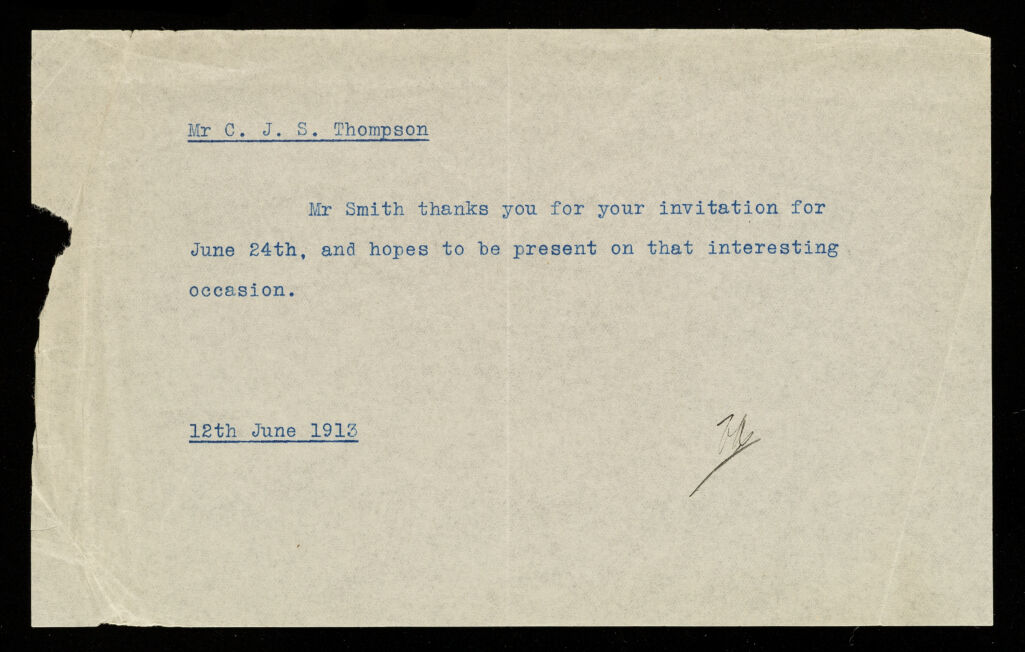 Mr C. J. S. Thompson
Mr Smith thanks you for your invitation for
June 24th, and hopes to be present on that interesting
occasion.
12th June 1913